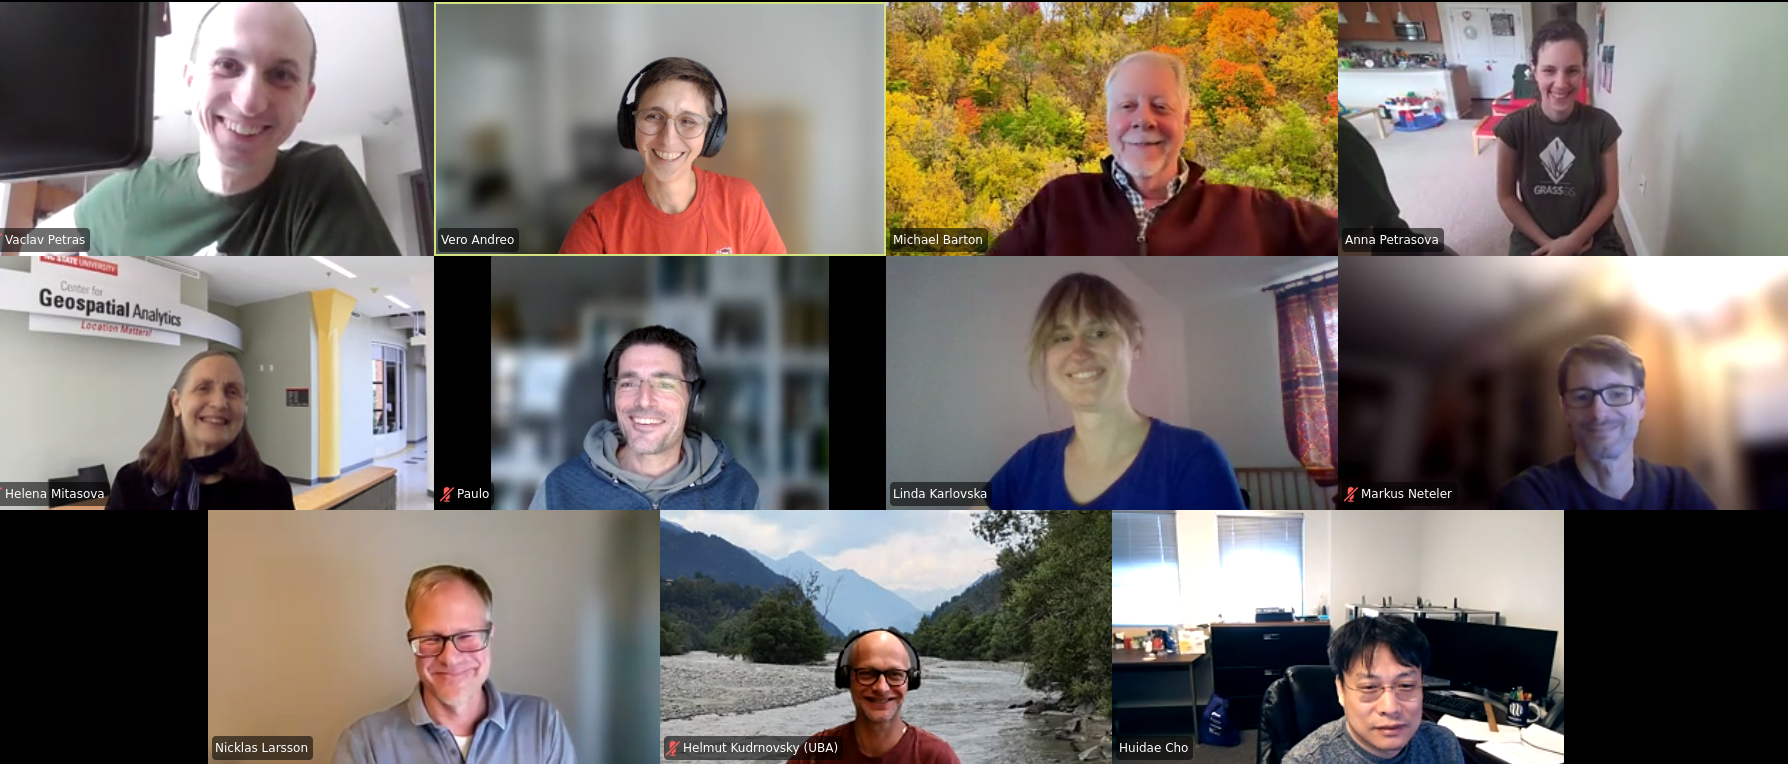 Vaclav Petras
Vero Andreo
Michael Barton
GRASS GIS
Anna Petrasova
NC STATE UNIVERSITY
Center for
Geospatial Analytics
Location Matters!
Helena Mitasova
Paulo
Linda Karlovska
Markus Neteler
Nicklas Larsson
Helmut Kudrnovsky (UBA)
Huidae Cho